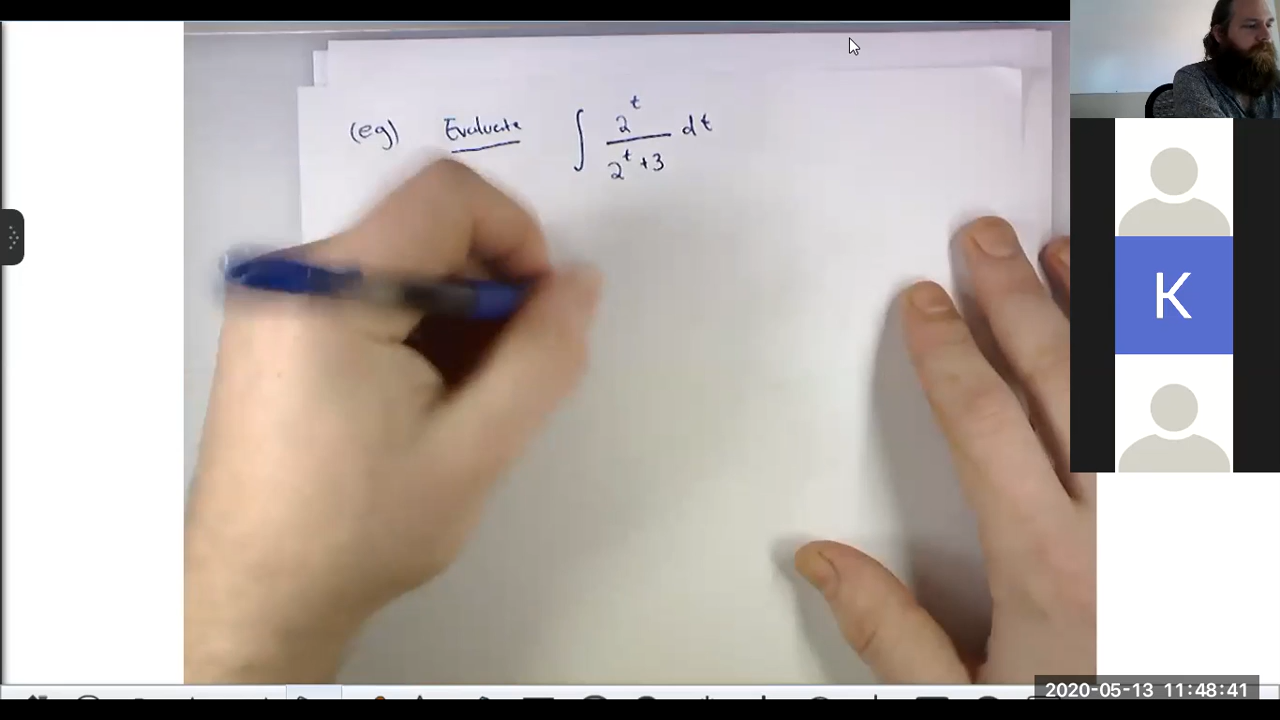 (eg) Evaluate ∫ 2^t / (2^t + 3) dt
K
2020-05-13 11:48:41